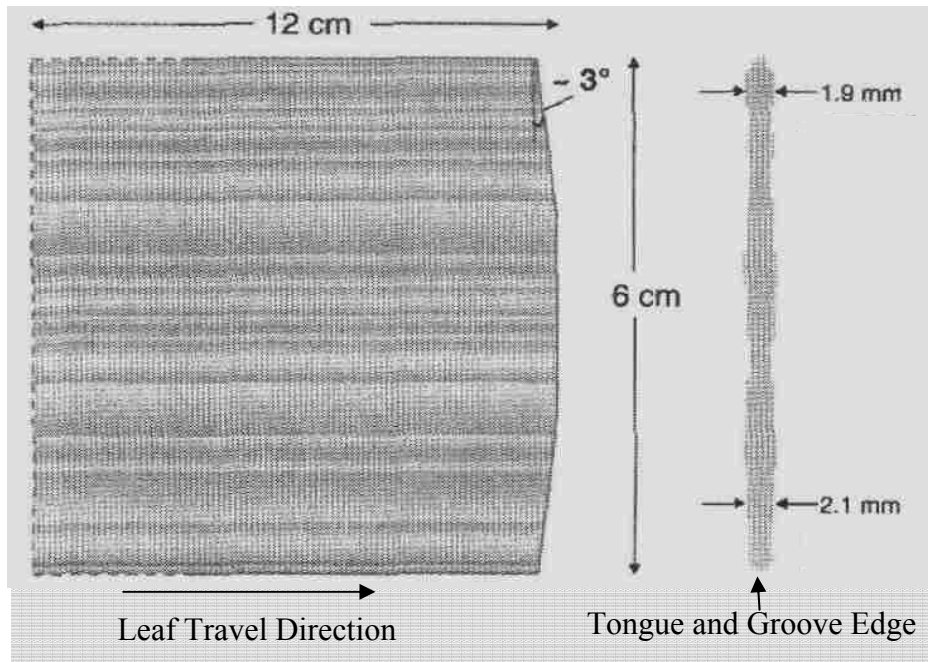 12 cm
– 3°
1.9 mm
6 cm
2.1 mm
Leaf Travel Direction
Tongue and Groove Edge